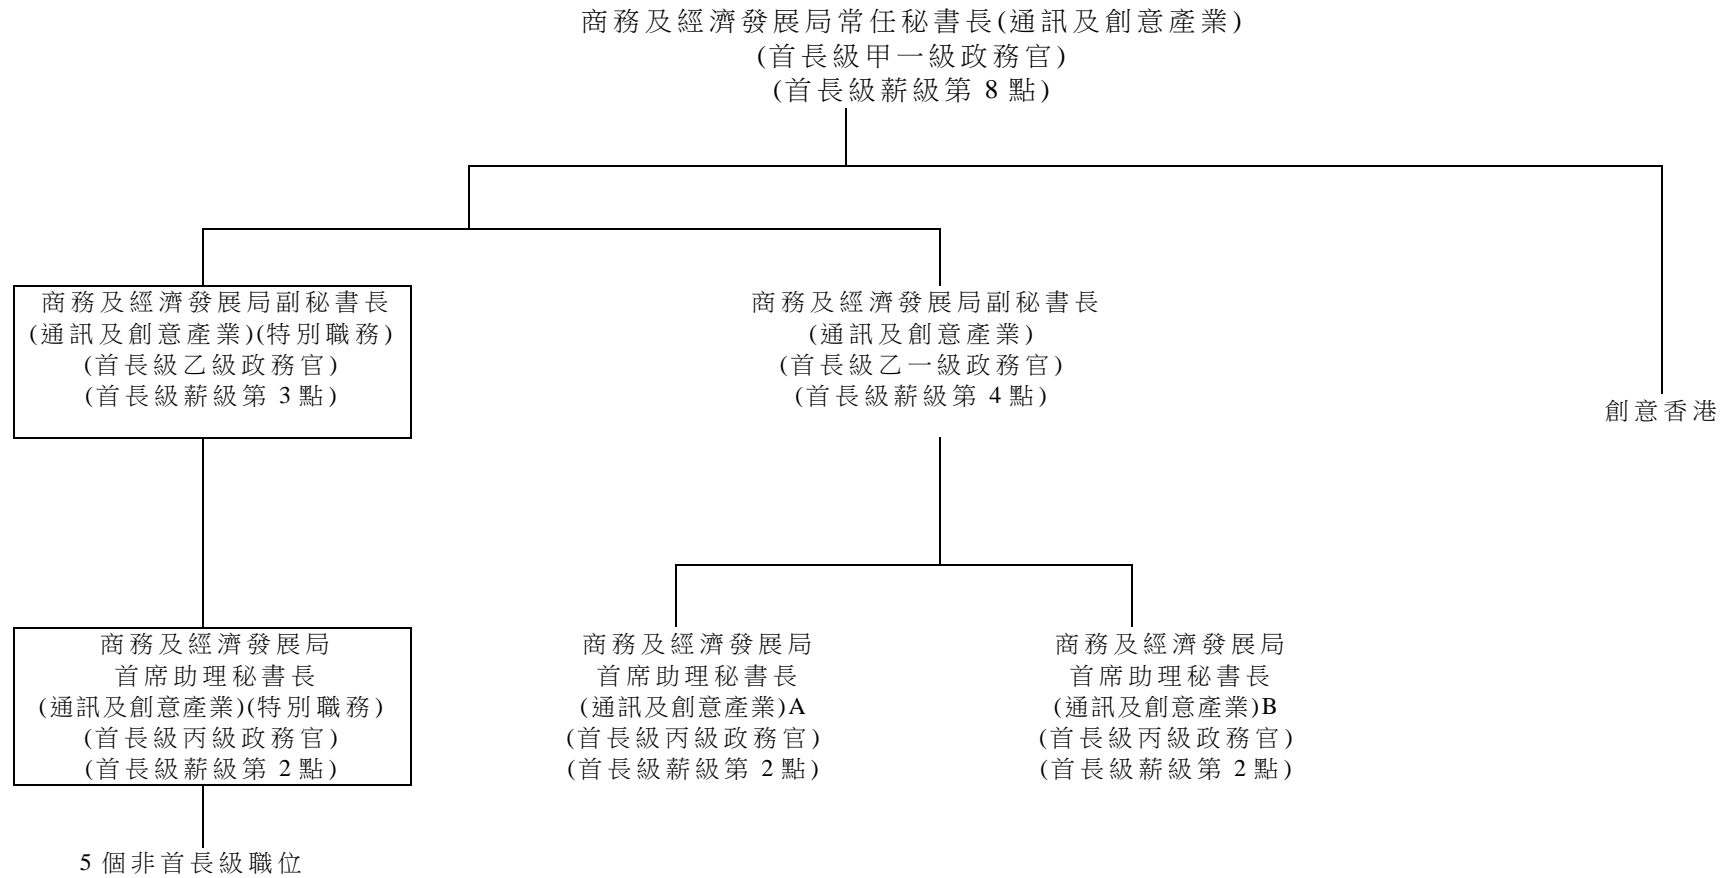 商務及經濟發展局常任秘書長(通訊及創意產業)
(首長級甲一級政務官)
(首長級薪級第 8 點)
商務及經濟發展局副秘書長
(通訊及創意產業)(特別職務)
(首長級乙級政務官)
(首長級薪級第 3 點)
商務及經濟發展局副秘書長
(通訊及創意產業)
(首長級乙一級政務官)
(首長級薪級第 4 點)
創意香港
商務及經濟發展局
首席助理秘書長
(通訊及創意產業)(特別職務)
(首長級丙級政務官)
(首長級薪級第 2 點)
商務及經濟發展局
首席助理秘書長
(通訊及創意產業)A
(首長級丙級政務官)
(首長級薪級第 2 點)
商務及經濟發展局
首席助理秘書長
(通訊及創意產業)B
(首長級丙級政務官)
(首長級薪級第 2 點)
5 個非首長級職位